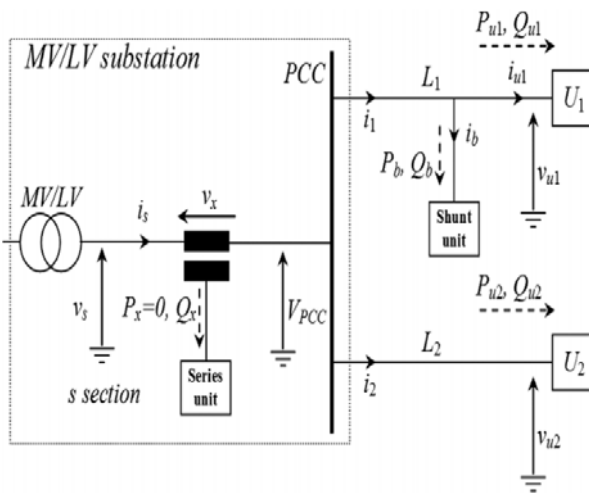 MV/LV substation
PCC
P_u1, Q_u1
L_1
i_u1
U_1
i_1
i_b
P_b, Q_b
v_u1
Shunt
unit
MV/LV
i_s
v_x
v_s
P_x=0, Q_x
V_PCC
Series
unit
s section
P_u2, Q_u2
L_2
U_2
i_2
v_u2